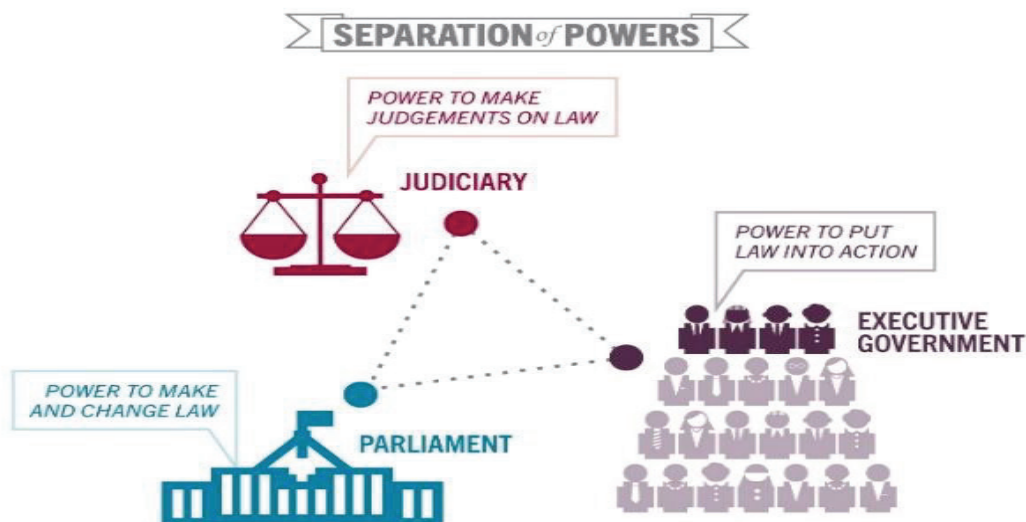 SEPARATION of POWERS
POWER TO MAKE
JUDGEMENTS ON LAW
JUDICIARY
POWER TO PUT
LAW INTO ACTION
EXECUTIVE
GOVERNMENT
POWER TO MAKE
AND CHANGE LAW
PARLIAMENT